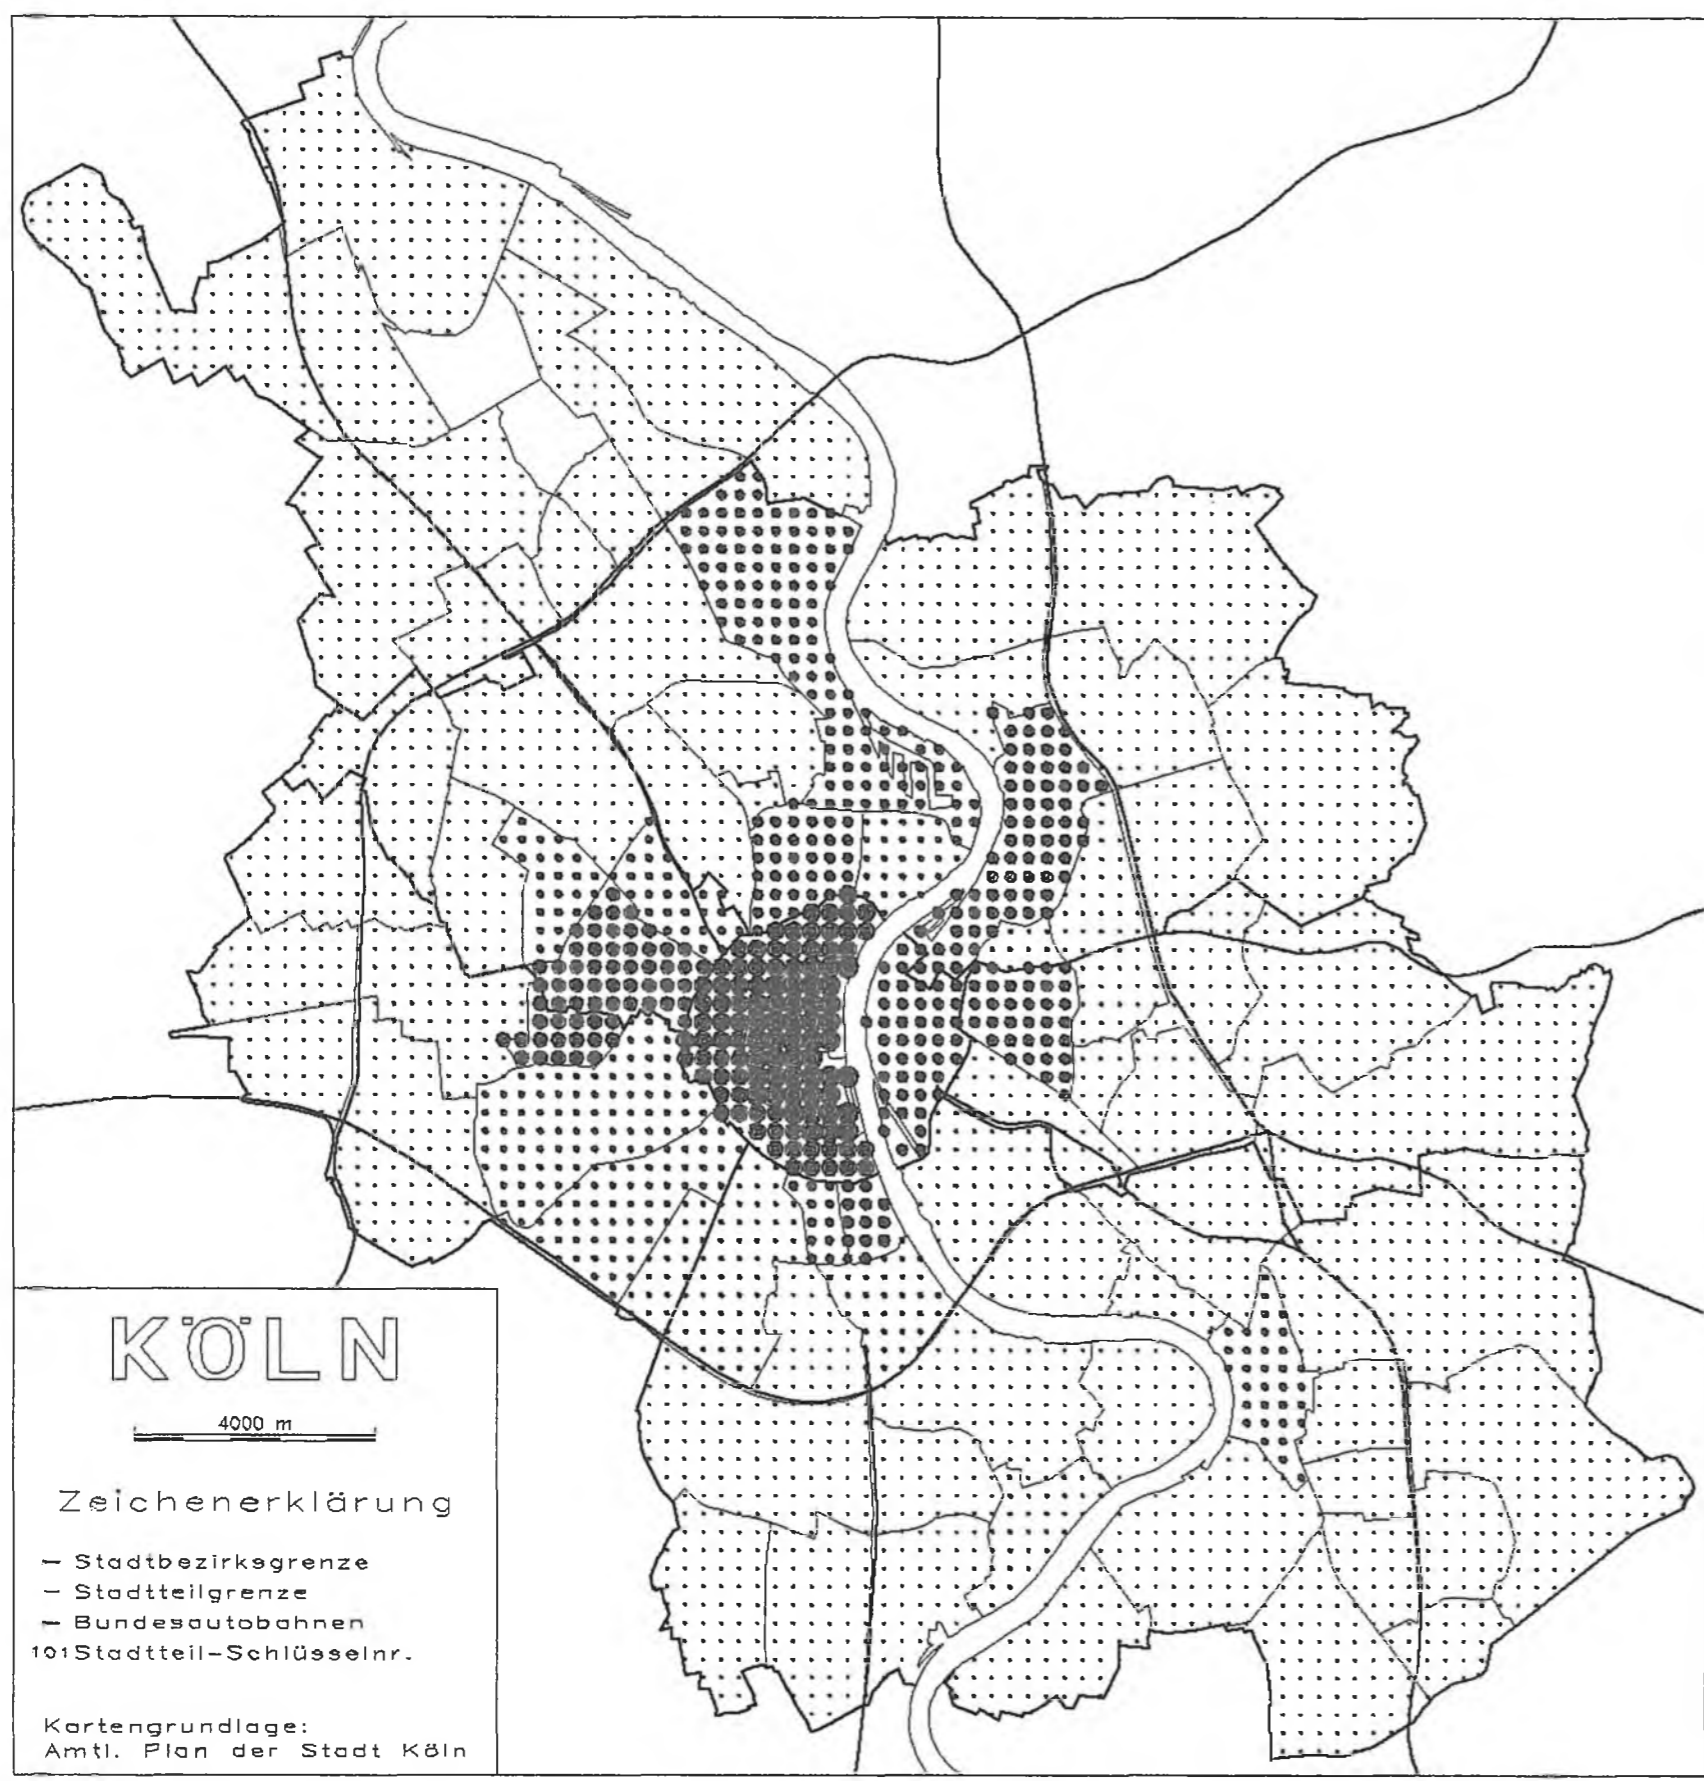 KÖLN
4000 m
Zeichenerklärung
— Stadtbezirksgrenze
— Stadtteilgrenze
— Bundesautobahnen
101 Stadtteil-Schlüsselnr.
Kartengrundlage:
Amtl. Plan der Stadt Köln